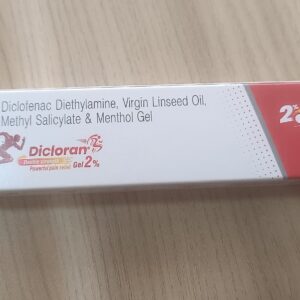 Diclofenac Diethylamine, Virgin Linseed Oil,
Methyl Salicylate & Menthol Gel
2%
Dicloran®
Powerful pain relief
Gel 2%